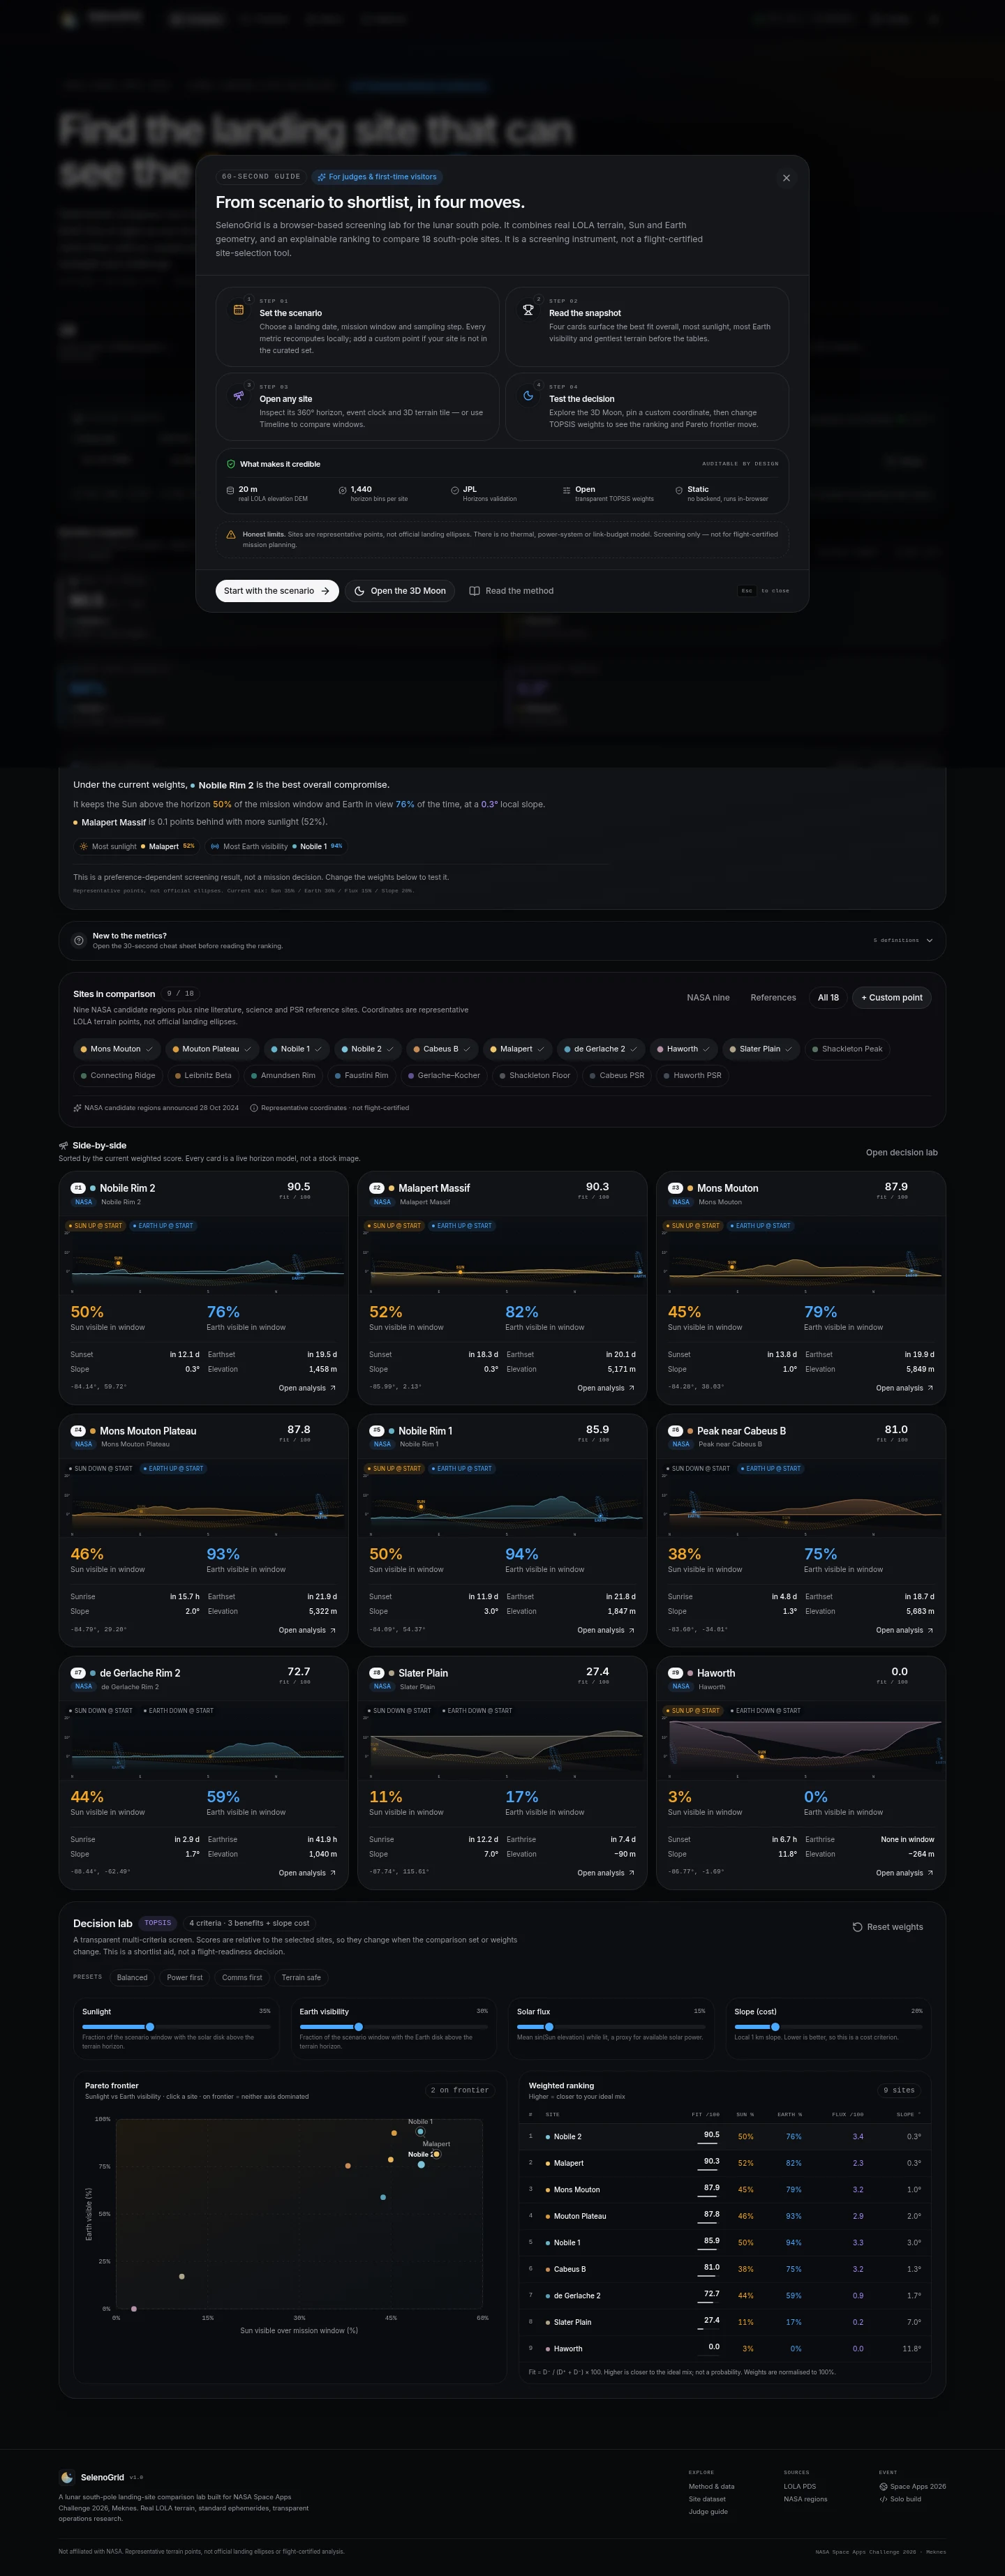 Find the landing site that can
see the
60-SECOND GUIDE
For judges & first-time visitors
From scenario to shortlist, in four moves.
SelenoGrid is a browser-based screening lab for the lunar south pole. It combines real LOLA terrain, Sun and Earth
geometry, and an explainable ranking to compare 18 south-pole sites. It is a screening instrument, not a flight-certified
site-selection tool.
1
STEP 01
Set the scenario
Choose a landing date, mission window and sampling step. Every
metric recomputes locally; add a custom point if your site is not in
the curated set.
2
STEP 02
Read the snapshot
Four cards surface the best fit overall, most sunlight, most Earth
visibility and gentlest terrain before the tables.
3
STEP 03
Open any site
Inspect its 360° horizon, event clock and 3D terrain tile — or use
Timeline to compare windows.
4
STEP 04
Test the decision
Explore the 3D Moon, pin a custom coordinate, then change
TOPSIS weights to see the ranking and Pareto frontier move.
What makes it credible
AUDITABLE BY DESIGN
20 m
real LOLA elevation DEM
1,440
horizon bins per site
JPL
Horizons validation
Open
transparent TOPSIS weights
Static
no backend, runs in-browser
Honest limits. Sites are representative points, not official landing ellipses. There is no thermal, power-system or link-budget model. Screening only — not for flight-certified
mission planning.
Start with the scenario
Open the 3D Moon
Read the method
Esc to close
Under the current weights, Nobile Rim 2 is the best overall compromise.
It keeps the Sun above the horizon 50% of the mission window and Earth in view 76% of the time, at a 0.3° local slope.
Malapert Massif is 0.1 points behind with more sunlight (52%).
Most sunlight Malapert 52%
Most Earth visibility Nobile 1 94%
This is a preference-dependent screening result, not a mission decision. Change the weights below to test it.
Representative points, not official ellipses. Current mix: Sun 35% / Earth 30% / Flux 15% / Slope 20%.
New to the metrics?
Open the 30-second cheat sheet before reading the ranking.
5 definitions
Sites in comparison 9 / 18
Nine NASA candidate regions plus nine literature, science and PSR reference sites. Coordinates are representative
LOLA terrain points, not official landing ellipses.
NASA nine References All 18 + Custom point
Mons Mouton Mouton Plateau Nobile 1 Nobile 2 Cabeus B Malapert de Gerlache 2 Haworth Slater Plain Shackleton Peak
Connecting Ridge Leibnitz Beta Amundsen Rim Faustini Rim Gerlache–Kocher Shackleton Floor Cabeus PSR Haworth PSR
NASA candidate regions announced 28 Oct 2024 Representative coordinates · not flight-certified
Side-by-side
Sorted by the current weighted score. Every card is a live horizon model, not a stock image.
Open decision lab
#1 Nobile Rim 2 90.5
NASA Nobile Rim 2 fit / 100
SUN UP @ START EARTH UP @ START
50% 76%
Sun visible in window Earth visible in window
Sunset in 12.1 d Earthset in 19.5 d
Slope 0.3° Elevation 1,458 m
-84.14°, 59.72° Open analysis
#2 Malapert Massif 90.3
NASA Malapert Massif fit / 100
SUN UP @ START EARTH UP @ START
52% 82%
Sun visible in window Earth visible in window
Sunset in 18.3 d Earthset in 20.1 d
Slope 0.3° Elevation 5,171 m
-85.99°, 2.13° Open analysis
#3 Mons Mouton 87.9
NASA Mons Mouton fit / 100
SUN UP @ START EARTH UP @ START
45% 79%
Sun visible in window Earth visible in window
Sunset in 13.8 d Earthset in 19.9 d
Slope 1.0° Elevation 5,849 m
Open analysis
#4 Mons Mouton Plateau 87.8
NASA Mons Mouton Plateau fit / 100
SUN DOWN @ START EARTH UP @ START
46% 93%
Sun visible in window Earth visible in window
Sunrise in 15.7 h Earthset in 21.9 d
Slope 2.0° Elevation 5,322 m
Open analysis
#5 Nobile Rim 1 85.9
NASA Nobile Rim 1 fit / 100
SUN UP @ START EARTH UP @ START
50% 94%
Sun visible in window Earth visible in window
Sunset in 11.9 d Earthset in 21.8 d
Slope 3.0° Elevation 1,847 m
Open analysis
#6 Peak near Cabeus B 81.0
NASA Peak near Cabeus B fit / 100
SUN DOWN @ START EARTH UP @ START
38% 75%
Sun visible in window Earth visible in window
Sunrise in 4.8 d Earthset in 18.7 d
Slope 1.3° Elevation 5,683 m
Open analysis
#7 de Gerlache Rim 2 72.7
NASA de Gerlache Rim 2 fit / 100
SUN DOWN @ START EARTH DOWN @ START
44% 59%
Sun visible in window Earth visible in window
Sunrise in 2.9 d Earthrise in 41.9 h
Slope 1.7° Elevation 1,040 m
-88.44°, -62.49° Open analysis
#8 Slater Plain 27.4
NASA Slater Plain fit / 100
SUN DOWN @ START EARTH DOWN @ START
11% 17%
Sun visible in window Earth visible in window
Sunrise in 12.2 d Earthrise in 7.4 d
Slope 7.0° Elevation −90 m
-87.74°, 115.61° Open analysis
#9 Haworth 0.0
NASA Haworth fit / 100
SUN UP @ START EARTH DOWN @ START
3% 0%
Sun visible in window Earth visible in window
Sunset in 6.7 h Earthrise None in window
Slope 11.8° Elevation −264 m
Open analysis
Decision lab TOPSIS 4 criteria · 3 benefits + slope cost
A transparent multi-criteria screen. Scores are relative to the selected sites, so they change when the comparison set or weights
change. This is a shortlist aid, not a flight-readiness decision.
Reset weights
PRESETS Balanced Power first Comms first Terrain safe
Sunlight 35%
Fraction of the scenario window with the solar disk above the
terrain horizon.
Earth visibility 30%
Fraction of the scenario window with the Earth disk above the
terrain horizon.
Solar flux 15%
Mean sin(Sun elevation) while lit, a proxy for available solar power.
Slope (cost) 20%
Local 1 km slope. Lower is better, so this is a cost criterion.
Pareto frontier
Sunlight vs Earth visibility · click a site · on frontier = neither axis dominated
2 on frontier
Earth visible (%)
100%
75%
50%
25%
0%
Nobile 1
Malapert
Nobile 2
0% 15% 30% 45% 60%
Sun visible over mission window (%)
Weighted ranking
Higher = closer to your ideal mix
9 sites
# SITE FIT /100 SUN % EARTH % FLUX /100 SLOPE °
1 Nobile 2 90.5 50% 76% 3.4 0.3°
2 Malapert 90.3 52% 82% 2.3 0.3°
3 Mons Mouton 87.9 45% 79% 3.2 1.0°
4 Mouton Plateau 87.8 46% 93% 2.9 2.0°
5 Nobile 1 85.9 50% 94% 3.3 3.0°
6 Cabeus B 81.0 38% 75% 3.2 1.3°
7 de Gerlache 2 72.7 44% 59% 0.9 1.7°
8 Slater Plain 27.4 11% 17% 0.2 7.0°
9 Haworth 0.0 3% 0% 0.0 11.8°
Fit = D⁻ / (D⁺ + D⁻) × 100. Higher is closer to the ideal mix; not a probability. Weights are normalised to 100%.
SelenoGrid v1.0
A lunar south-pole landing-site comparison lab built for NASA Space Apps
Challenge 2026, Meknes. Real LOLA terrain, standard ephemerides, transparent
operations research.
EXPLORE
Method & data
Site dataset
Judge guide
SOURCES
LOLA PDS
NASA regions
EVENT
Space Apps 2026
Solo build
Not affiliated with NASA. Representative terrain points, not official landing ellipses or flight-certified analysis.
NASA Space Apps Challenge 2026 · Meknes